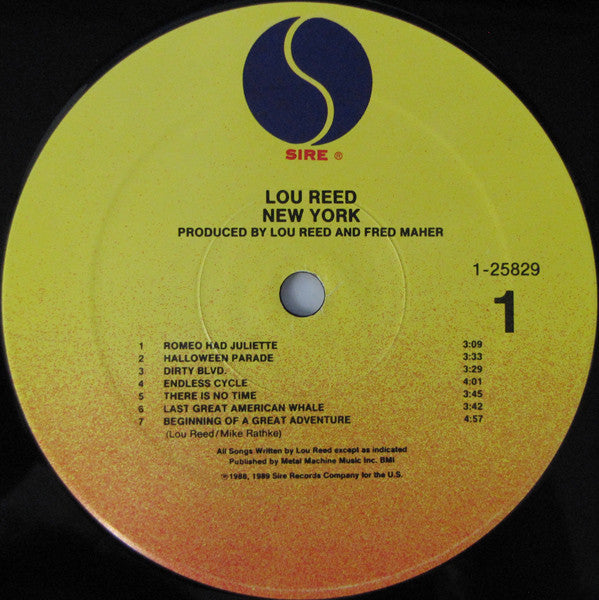 SIRE ®
LOU REED
NEW YORK
PRODUCED BY LOU REED AND FRED MAHER
1-25829
1
1 ROMEO HAD JULIETTE 3:09
2 HALLOWEEN PARADE 3:33
3 DIRTY BLVD. 3:29
4 ENDLESS CYCLE 4:01
5 THERE IS NO TIME 3:45
6 LAST GREAT AMERICAN WHALE 3:42
7 BEGINNING OF A GREAT ADVENTURE 4:57
(Lou Reed/Mike Rathke)
All Songs Written by Lou Reed except as indicated
Published by Metal Machine Music Inc. BMI
℗1988, 1989 Sire Records Company for the U.S.